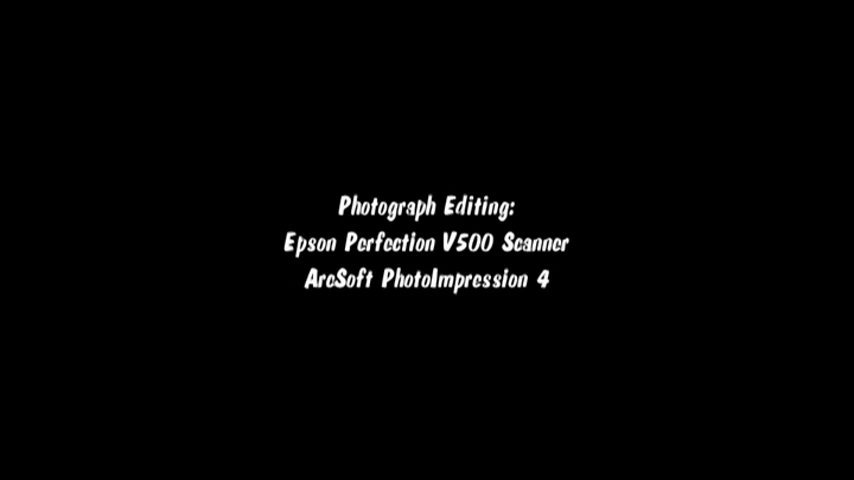 Photograph Editing:
Epson Perfection V500 Scanner
ArcSoft PhotoImpression 4